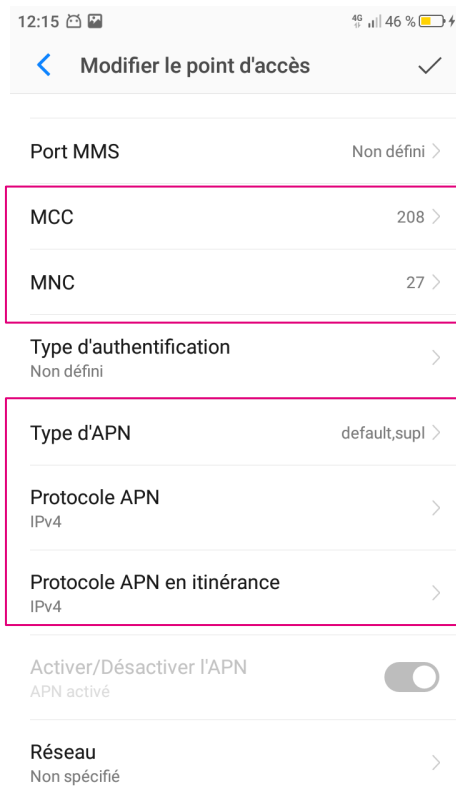 12:15 4G 46 %
Modifier le point d'accès
Port MMS Non défini
MCC 208
MNC 27
Type d'authentification
Non défini
Type d'APN default,supl
Protocole APN
IPv4
Protocole APN en itinérance
IPv4
Activer/Désactiver l'APN
APN activé
Réseau
Non spécifié